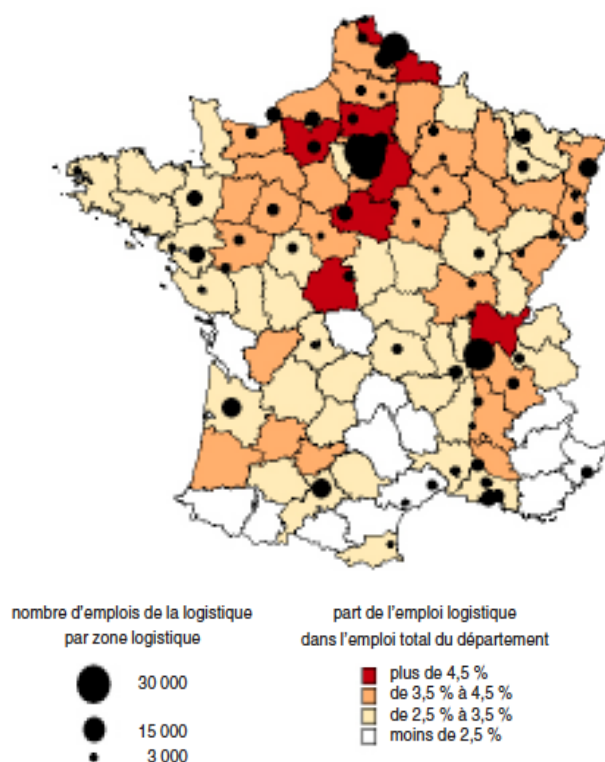 nombre d'emplois de la logistique
par zone logistique
30 000
15 000
3 000
part de l'emploi logistique
dans l'emploi total du département
plus de 4,5 %
de 3,5 % à 4,5 %
de 2,5 % à 3,5 %
moins de 2,5 %